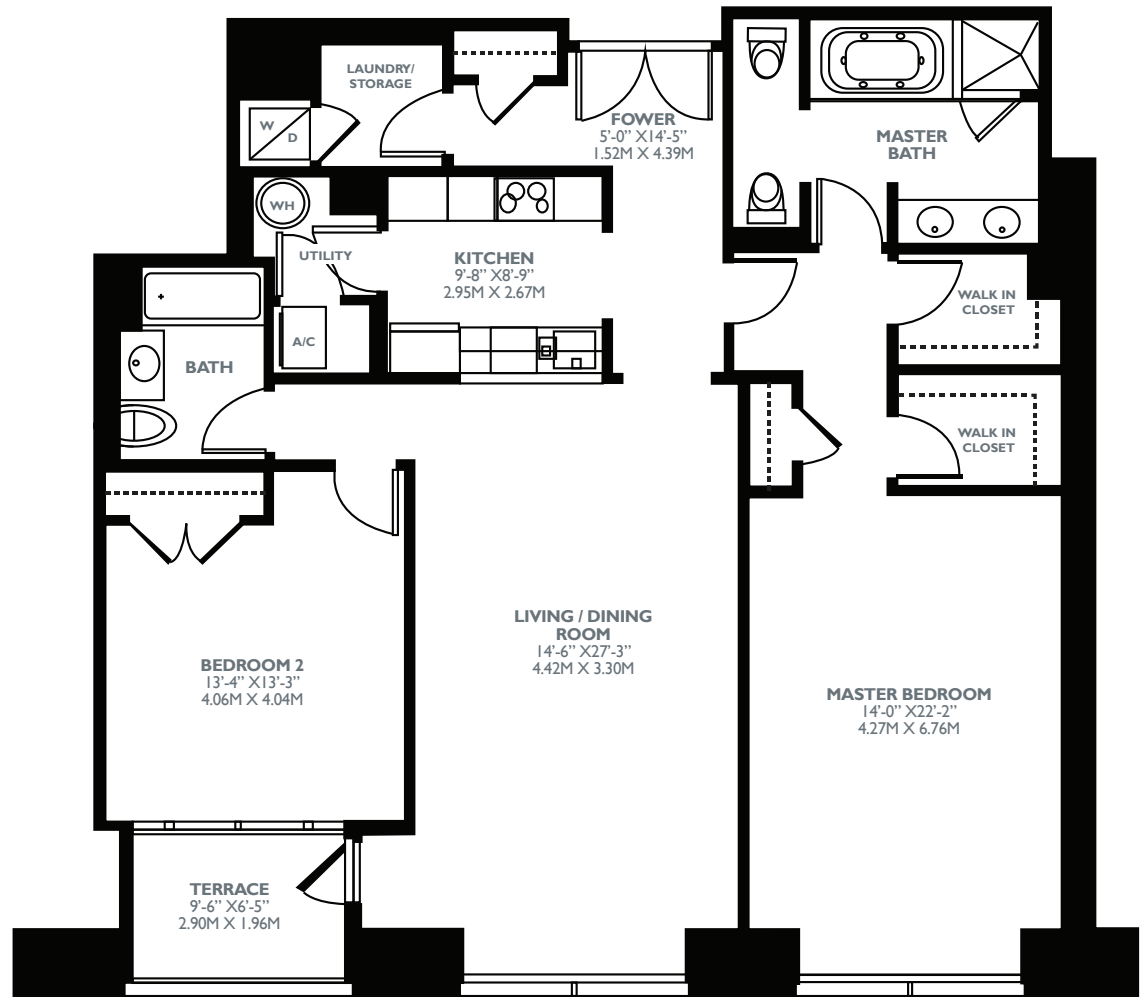 LAUNDRY/
STORAGE
W
D
FOWER
5’-0” X14’-5”
1.52M X 4.39M
MASTER
BATH
WH
UTILITY
KITCHEN
9’-8” X8’-9”
2.95M X 2.67M
WALK IN
CLOSET
A/C
BATH
WALK IN
CLOSET
LIVING / DINING
ROOM
14’-6” X27’-3”
4.42M X 3.30M
BEDROOM 2
13’-4” X13’-3”
4.06M X 4.04M
MASTER BEDROOM
14’-0” X22’-2”
4.27M X 6.76M
TERRACE
9’-6” X6’-5”
2.90M X 1.96M